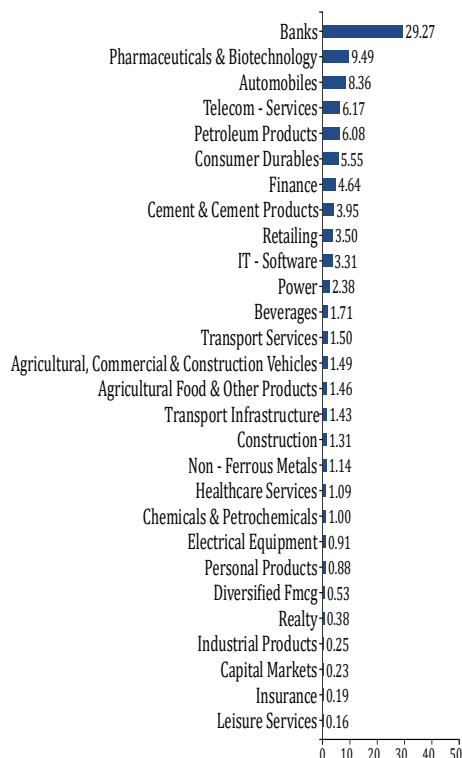 Banks 29.27
Pharmaceuticals & Biotechnology 9.49
Automobiles 8.36
Telecom - Services 6.17
Petroleum Products 6.08
Consumer Durables 5.55
Finance 4.64
Cement & Cement Products 3.95
Retailing 3.50
IT - Software 3.31
Power 2.38
Beverages 1.71
Transport Services 1.50
Agricultural, Commercial & Construction Vehicles 1.49
Agricultural Food & Other Products 1.46
Transport Infrastructure 1.43
Construction 1.31
Non - Ferrous Metals 1.14
Healthcare Services 1.09
Chemicals & Petrochemicals 1.00
Electrical Equipment 0.91
Personal Products 0.88
Diversified Fmcg 0.53
Realty 0.38
Industrial Products 0.25
Capital Markets 0.23
Insurance 0.19
Leisure Services 0.16
0 10 20 30 40 50